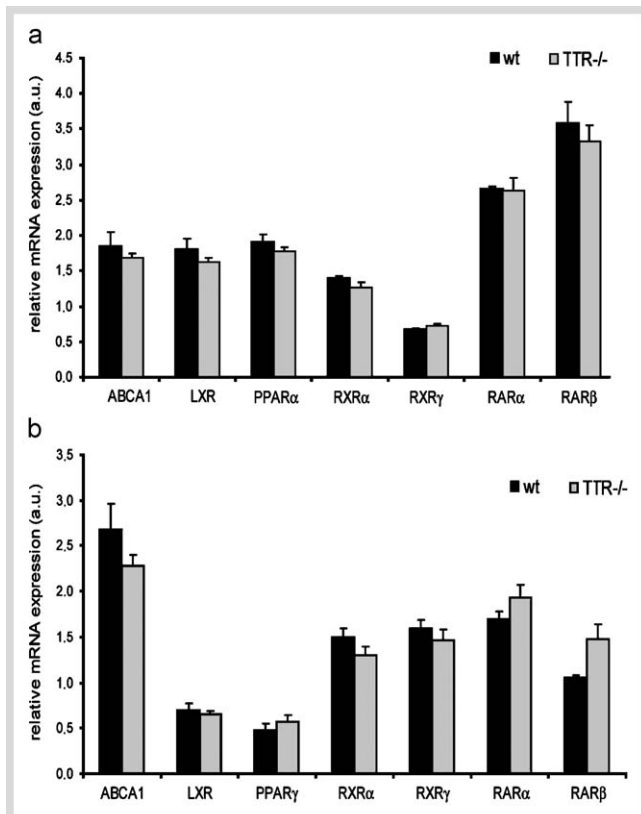 a
wt TTR-/-
relative mRNA expression (a.u.)
4.5
4.0
3.5
3.0
2.5
2.0
1.5
1.0
0.5
0.0
ABCA1 LXR PPARα RXRα RXRγ RARα RARβ
b
wt TTR-/-
relative mRNA expression (a.u.)
3.5
3.0
2.5
2.0
1.5
1.0
0.5
0.0
ABCA1 LXR PPARγ RXRα RXRγ RARα RARβ